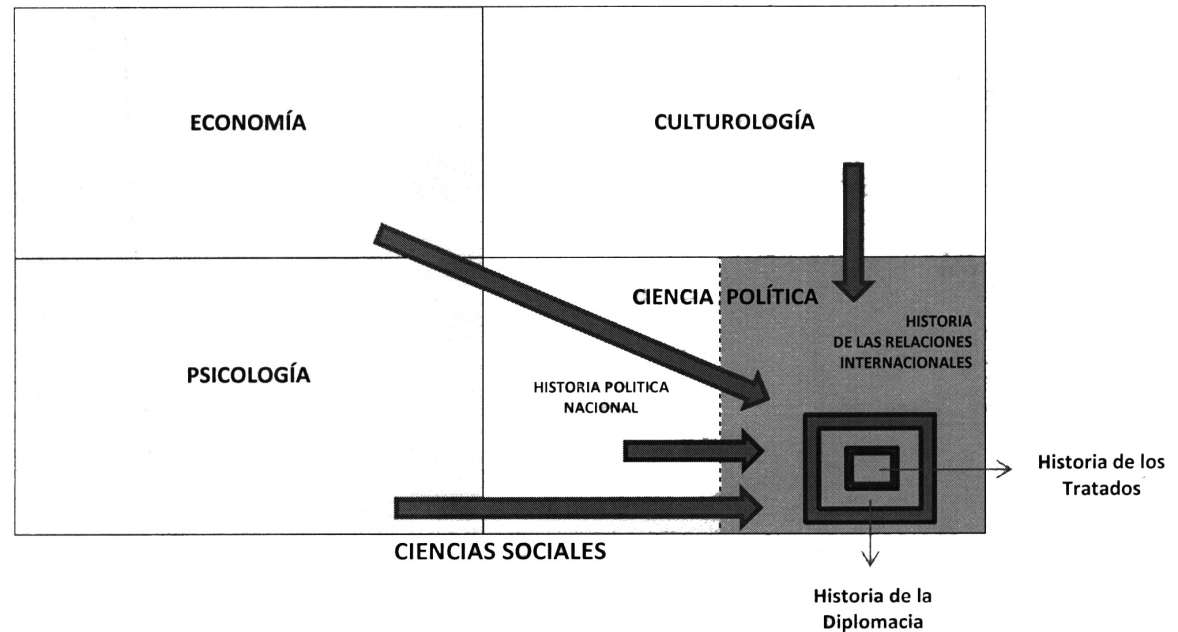 ECONOMÍA
CULTUROLOGÍA
CIENCIA POLÍTICA
HISTORIA
DE LAS RELACIONES
INTERNACIONALES
PSICOLOGÍA
HISTORIA POLITICA
NACIONAL
Historia de los
Tratados
CIENCIAS SOCIALES
Historia de la
Diplomacia